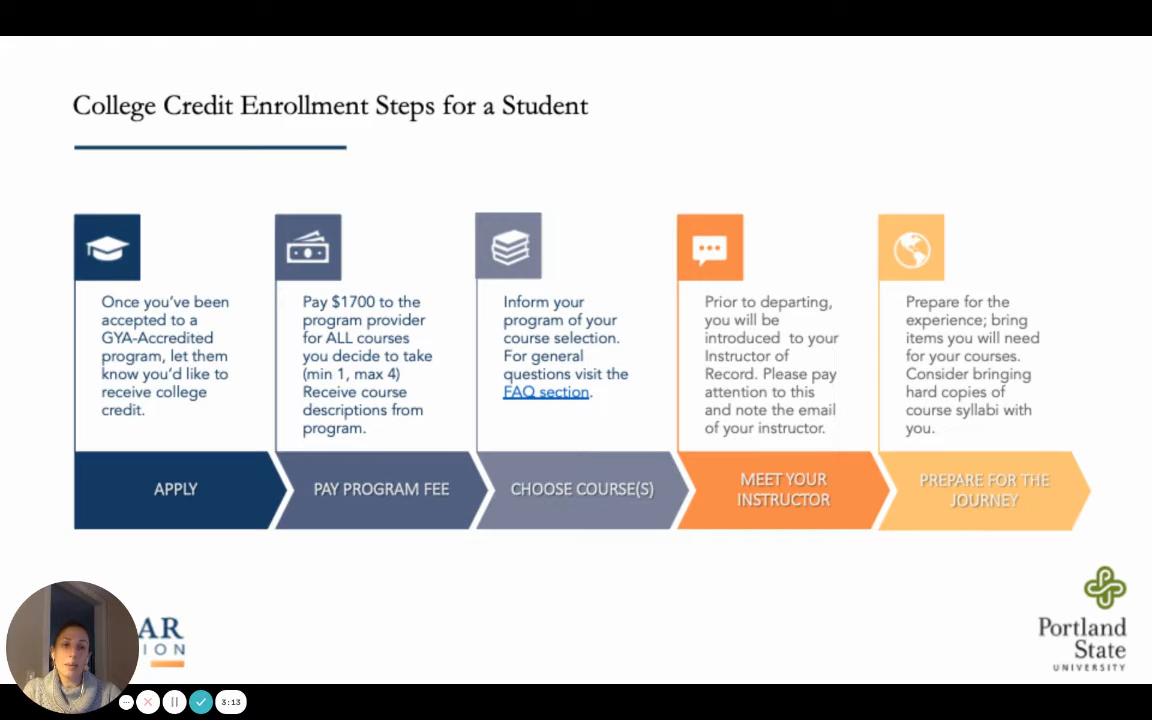 College Credit Enrollment Steps for a Student
Once you've been
accepted to a
GYA-Accredited
program, let them
know you'd like to
receive college
credit.
Pay $1700 to the
program provider
for ALL courses
you decide to take
(min 1, max 4)
Receive course
descriptions from
program.
Inform your
program of your
course selection.
For general
questions visit the
FAQ section.
Prior to departing,
you will be
introduced to your
Instructor of
Record. Please pay
attention to this
and note the email
of your instructor.
Prepare for the
experience; bring
items you will need
for your courses.
Consider bringing
hard copies of
course syllabi with
you.
APPLY
PAY PROGRAM FEE
CHOOSE COURSE(S)
MEET YOUR
INSTRUCTOR
PREPARE FOR THE
JOURNEY
AR
ION
Portland
State
UNIVERSITY
3:13